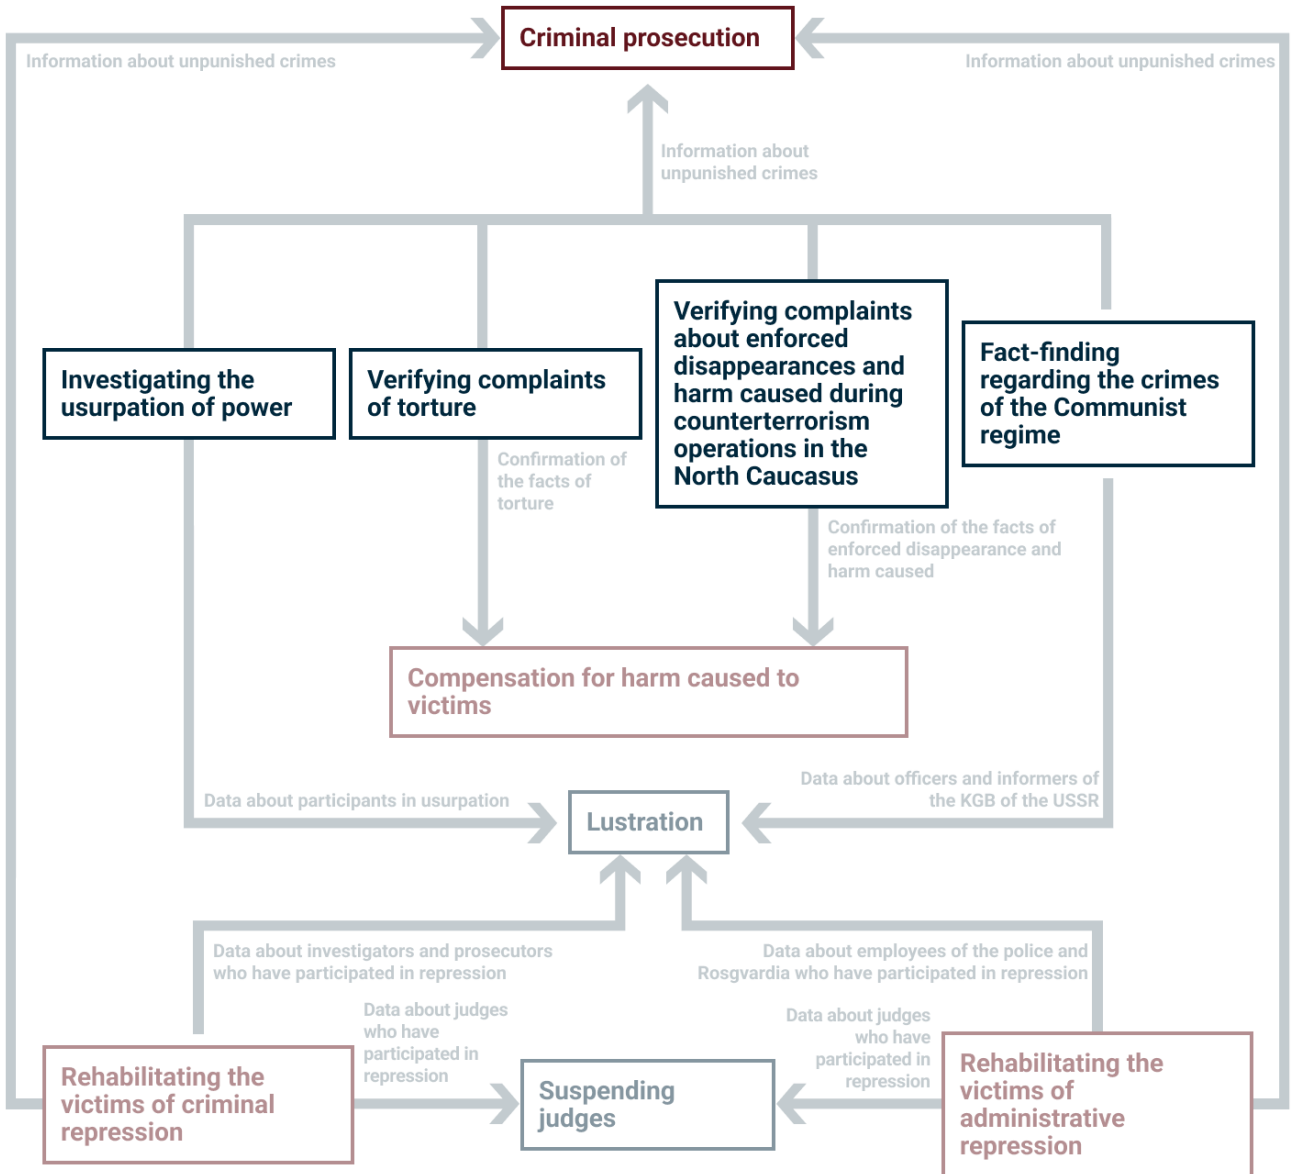 Criminal prosecution
Information about unpunished crimes
Information about unpunished crimes
Information about
unpunished crimes
Investigating the
usurpation of power
Verifying complaints
of torture
Verifying complaints
about enforced
disappearances and
harm caused during
counterterrorism
operations in the
North Caucasus
Fact-finding
regarding the crimes
of the Communist
regime
Confirmation of
the facts of
torture
Confirmation of the facts of
enforced disappearance and
harm caused
Compensation for harm caused to
victims
Data about participants in usurpation
Data about officers and informers of
the KGB of the USSR
Lustration
Data about investigators and prosecutors
who have participated in repression
Data about employees of the police and
Rosgvardia who have participated in repression
Data about judges
who have
participated in
repression
Data about judges
who have
participated in
repression
Rehabilitating the
victims of criminal
repression
Suspending
judges
Rehabilitating the
victims of
administrative
repression